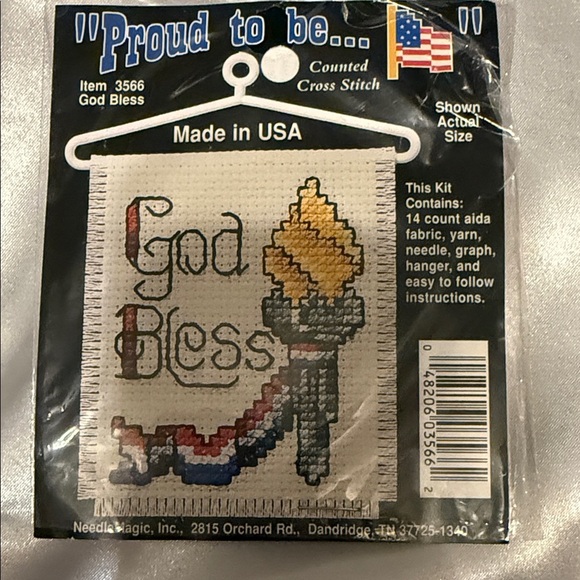 "Proud to be... "
Item 3566
God Bless
Counted
Cross Stitch
Shown
Actual
Size
Made in USA
This Kit
Contains:
14 count aida
fabric, yarn,
needle, graph,
hanger, and
easy to follow
instructions.
God
Bless
0 48206 03566 2
NeedleMagic, Inc., 2815 Orchard Rd., Dandridge, TN 37725-1340